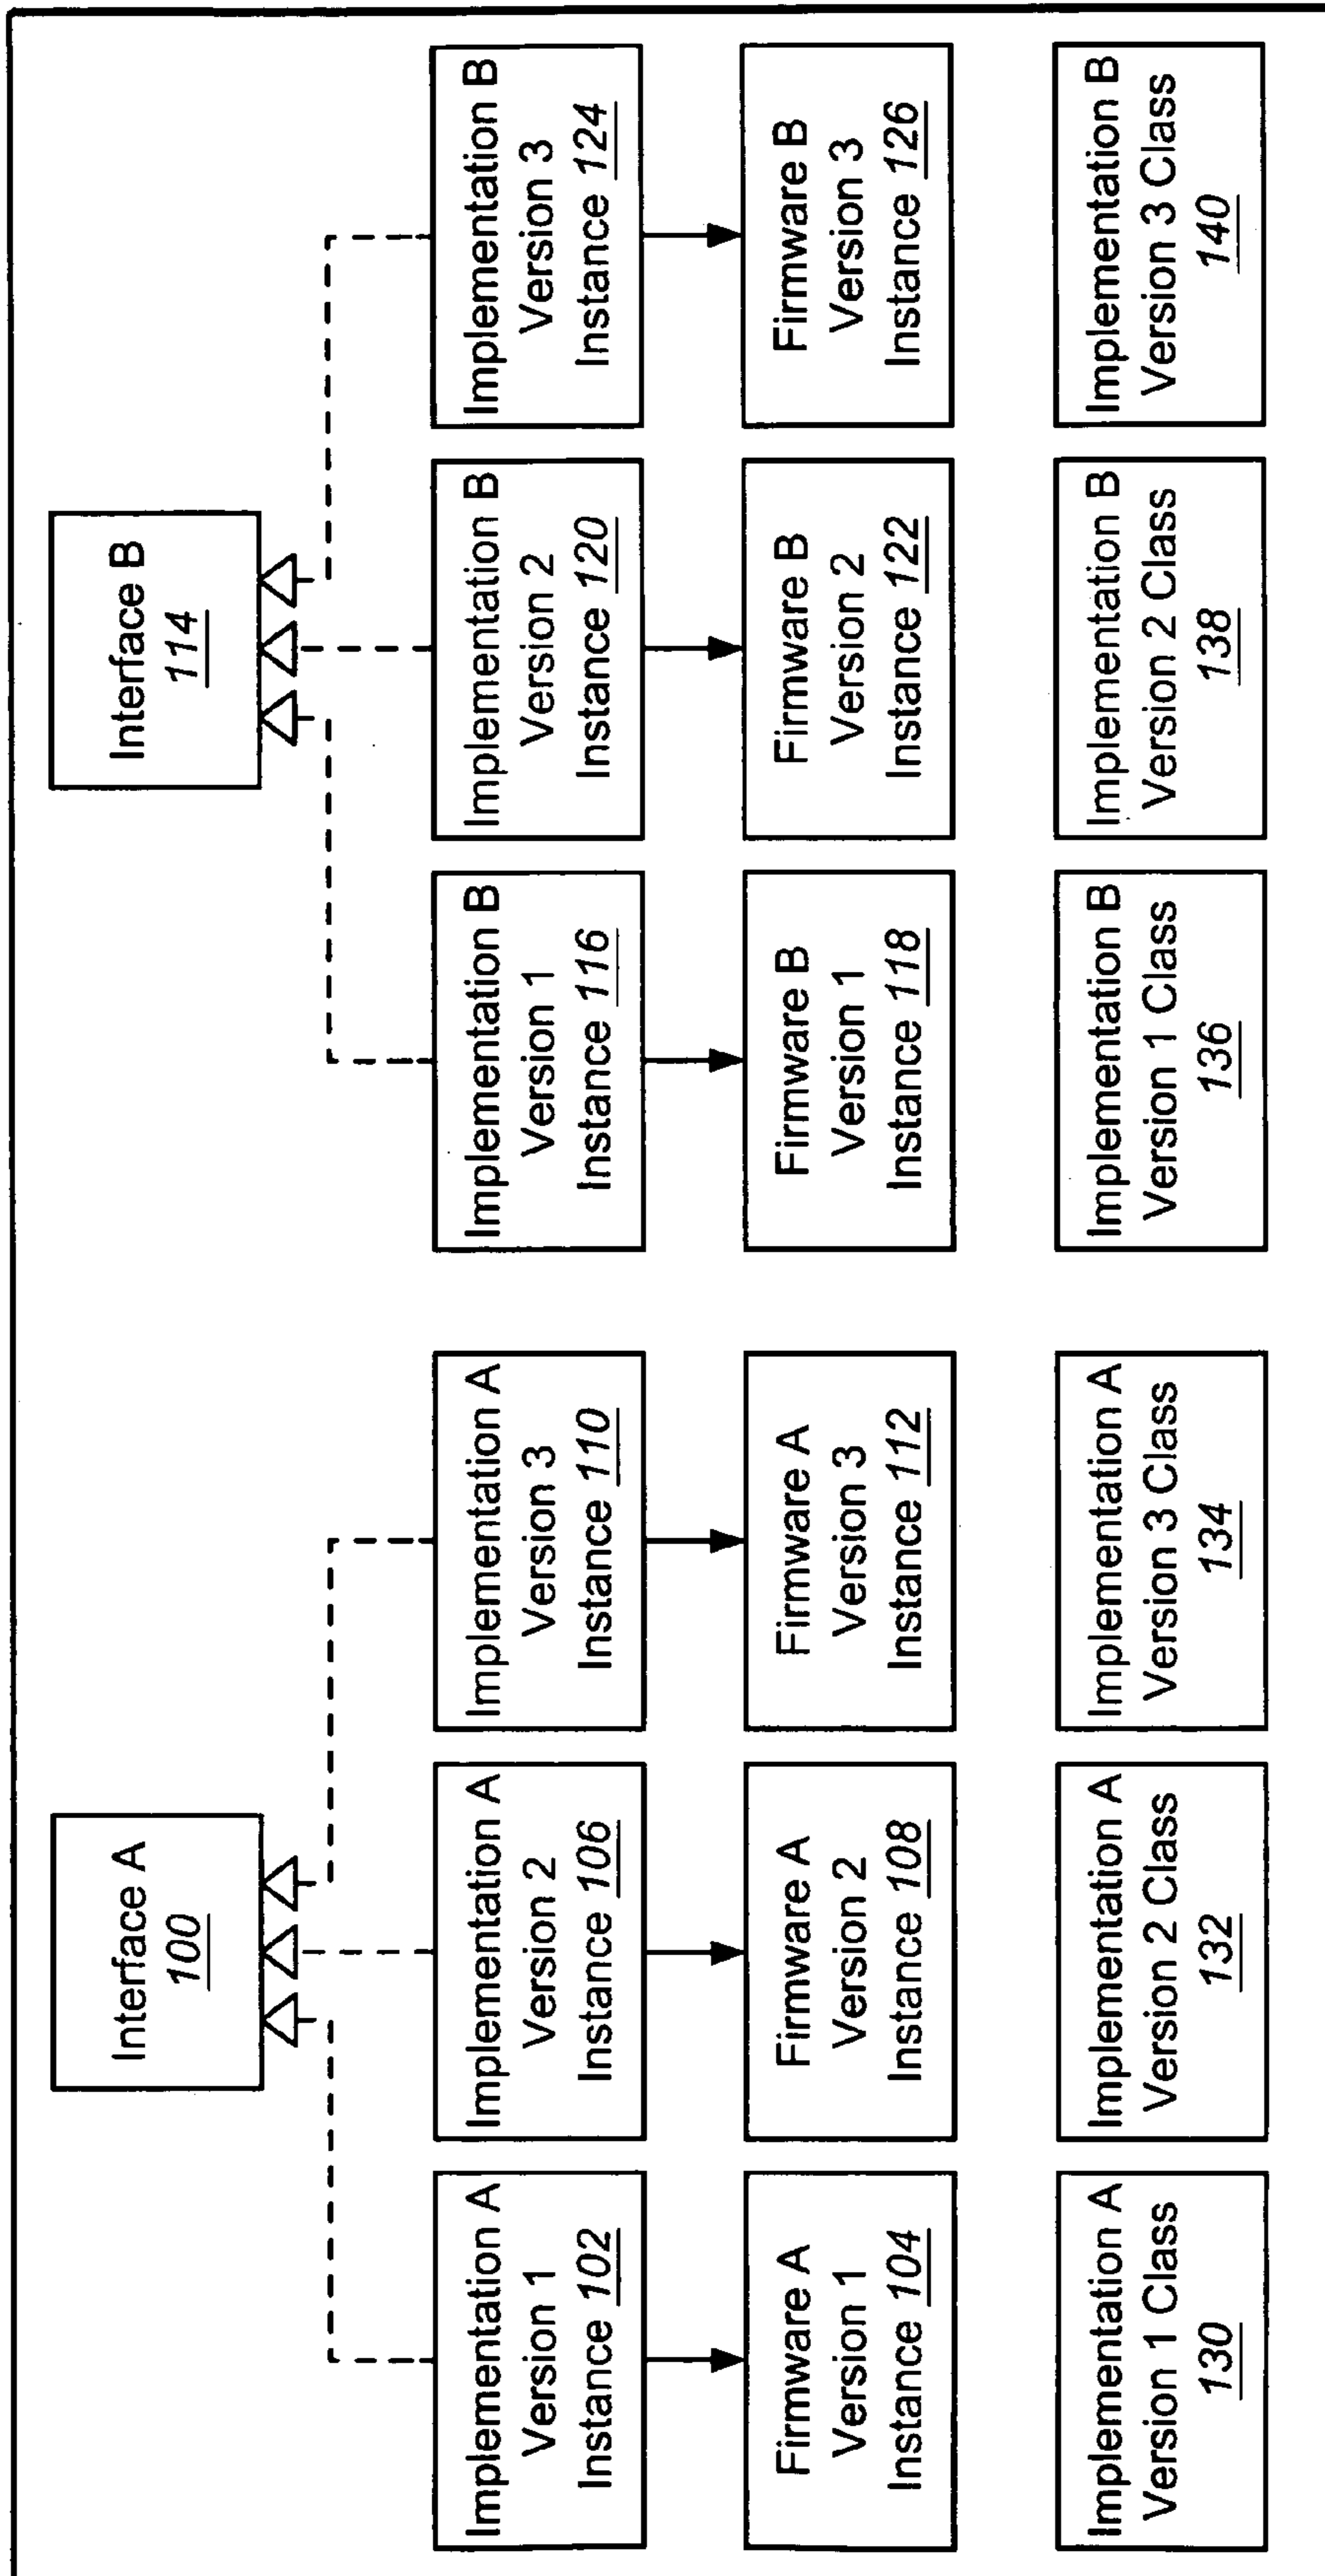 Interface A
100
Interface B
114
Implementation A
Version 1
Instance 102
Implementation A
Version 2
Instance 106
Implementation A
Version 3
Instance 110
Implementation B
Version 1
Instance 116
Implementation B
Version 2
Instance 120
Implementation B
Version 3
Instance 124
Firmware A
Version 1
Instance 104
Firmware A
Version 2
Instance 108
Firmware A
Version 3
Instance 112
Firmware B
Version 1
Instance 118
Firmware B
Version 2
Instance 122
Firmware B
Version 3
Instance 126
Implementation A
Version 1 Class
130
Implementation A
Version 2 Class
132
Implementation A
Version 3 Class
134
Implementation B
Version 1 Class
136
Implementation B
Version 2 Class
138
Implementation B
Version 3 Class
140